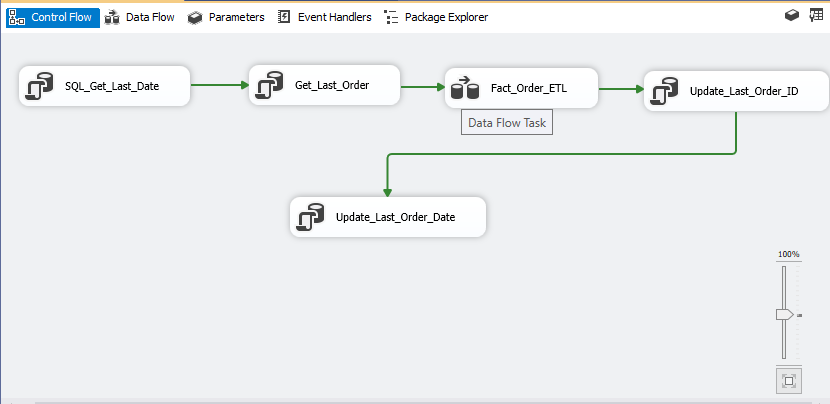 Control Flow Data Flow Parameters Event Handlers Package Explorer
SQL_Get_Last_Date Get_Last_Order Fact_Order_ETL Update_Last_Order_ID
Data Flow Task
Update_Last_Order_Date
100%